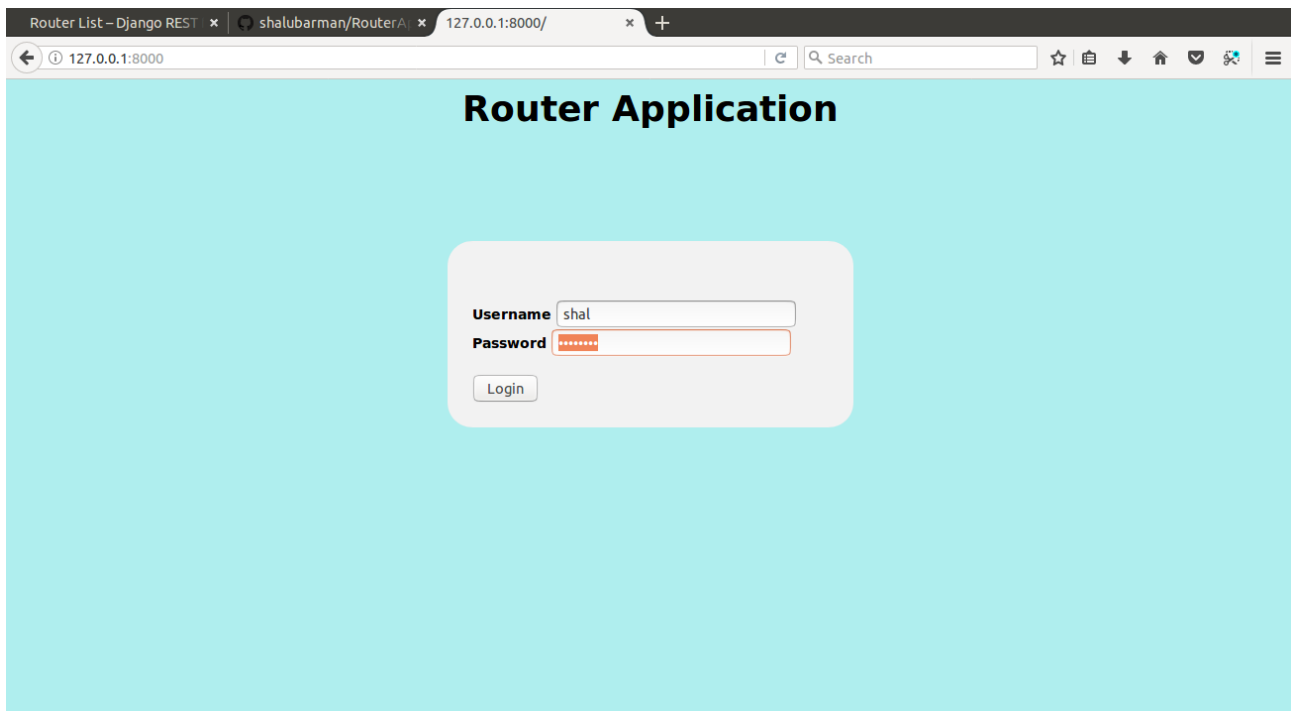 Router List – Django REST shalubarman/RouterA 127.0.0.1:8000/
127.0.0.1:8000 Search
Router Application
Username shal
Password ••••••••
Login